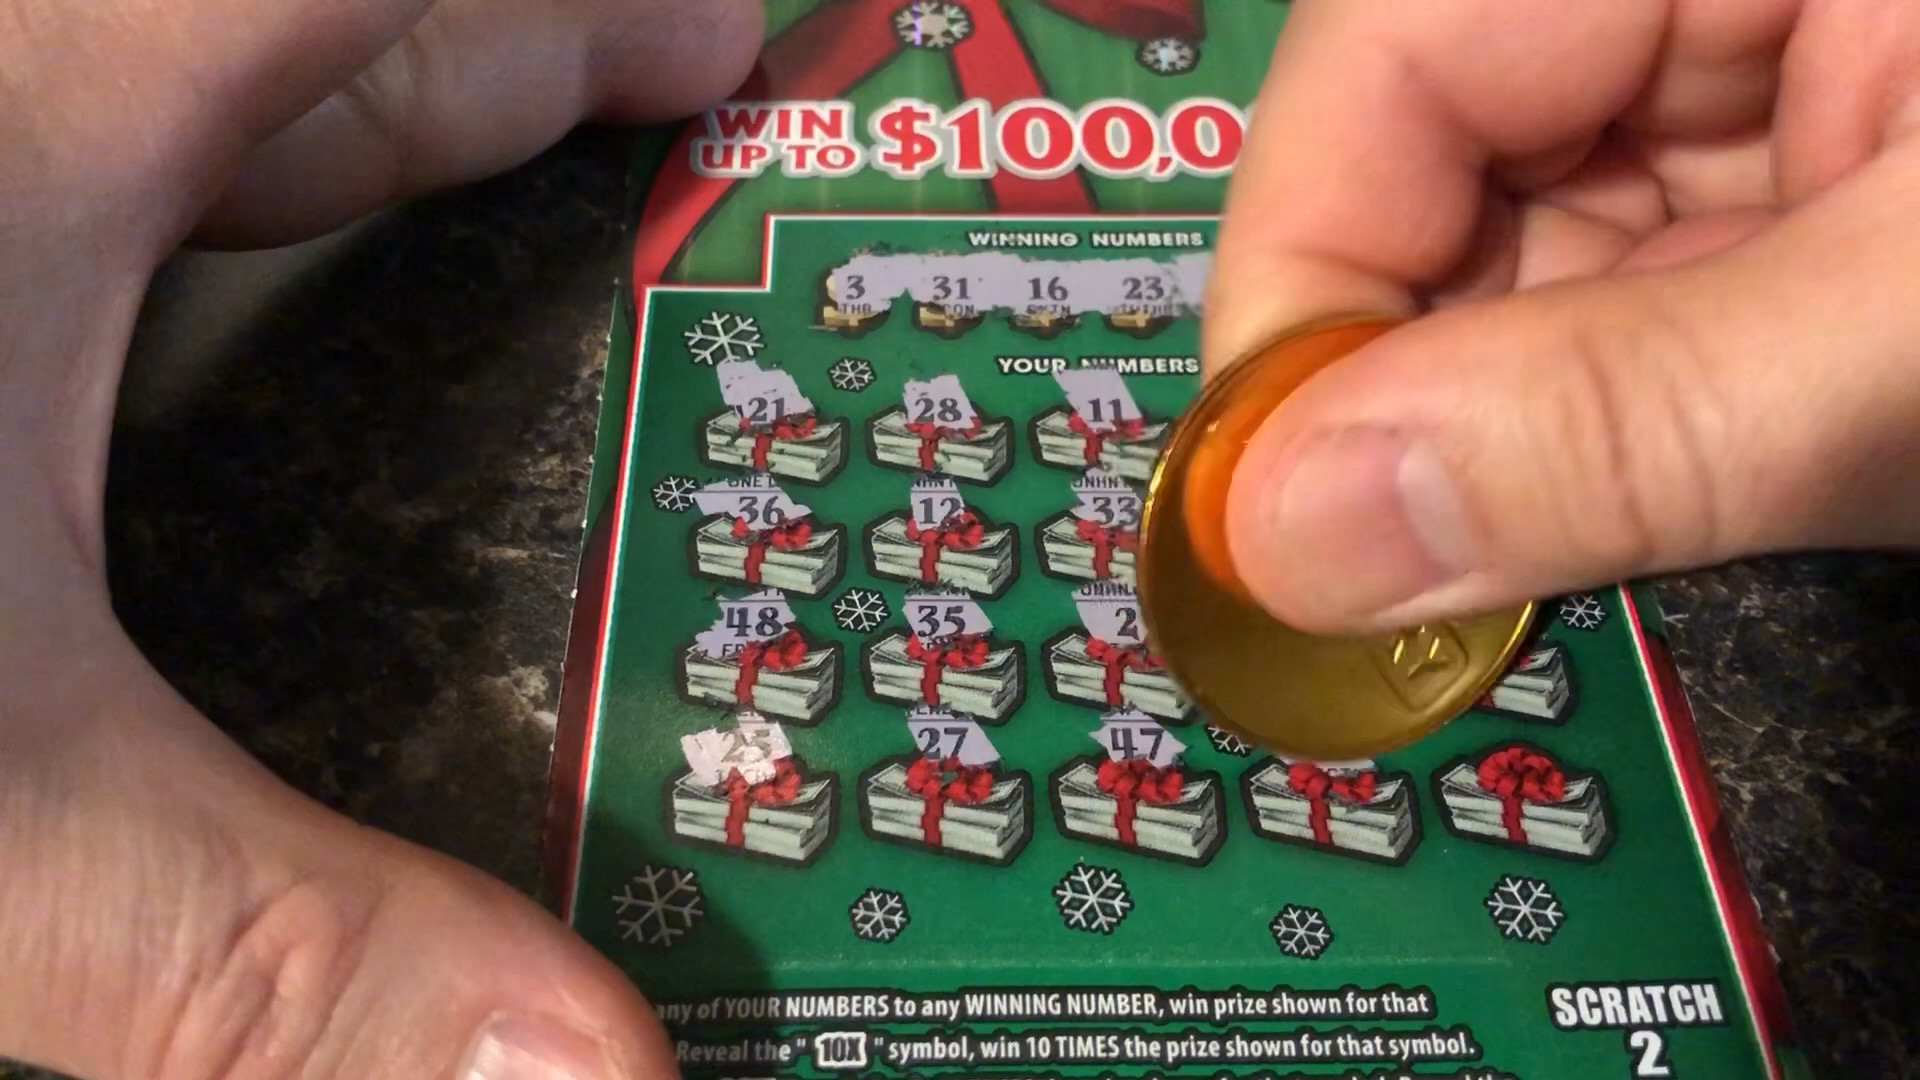 WIN
UP TO $100,0
WINNING NUMBERS
3 31 16 23
THR
YOUR NUMBERS
21 28 11
36 12 33
48 35 2
25 27 47
any of YOUR NUMBERS to any WINNING NUMBER, win prize shown for that
Reveal the "10X" symbol, win 10 TIMES the prize shown for that symbol.
SCRATCH
2